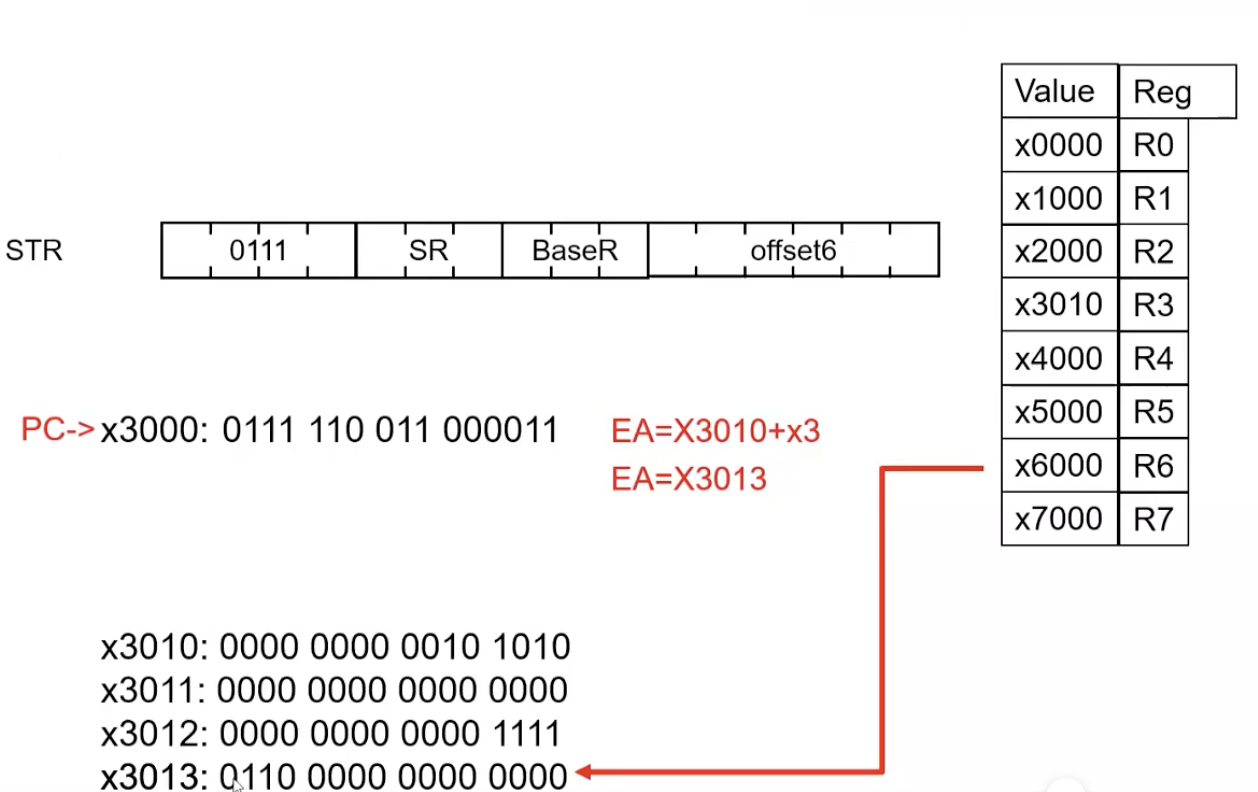 Value Reg
x0000 R0
x1000 R1
x2000 R2
x3010 R3
x4000 R4
x5000 R5
x6000 R6
x7000 R7
STR 0111 SR BaseR offset6
PC-> x3000: 0111 110 011 000011 EA=X3010+x3
EA=X3013
x3010: 0000 0000 0010 1010
x3011: 0000 0000 0000 0000
x3012: 0000 0000 0000 1111
x3013: 0110 0000 0000 0000